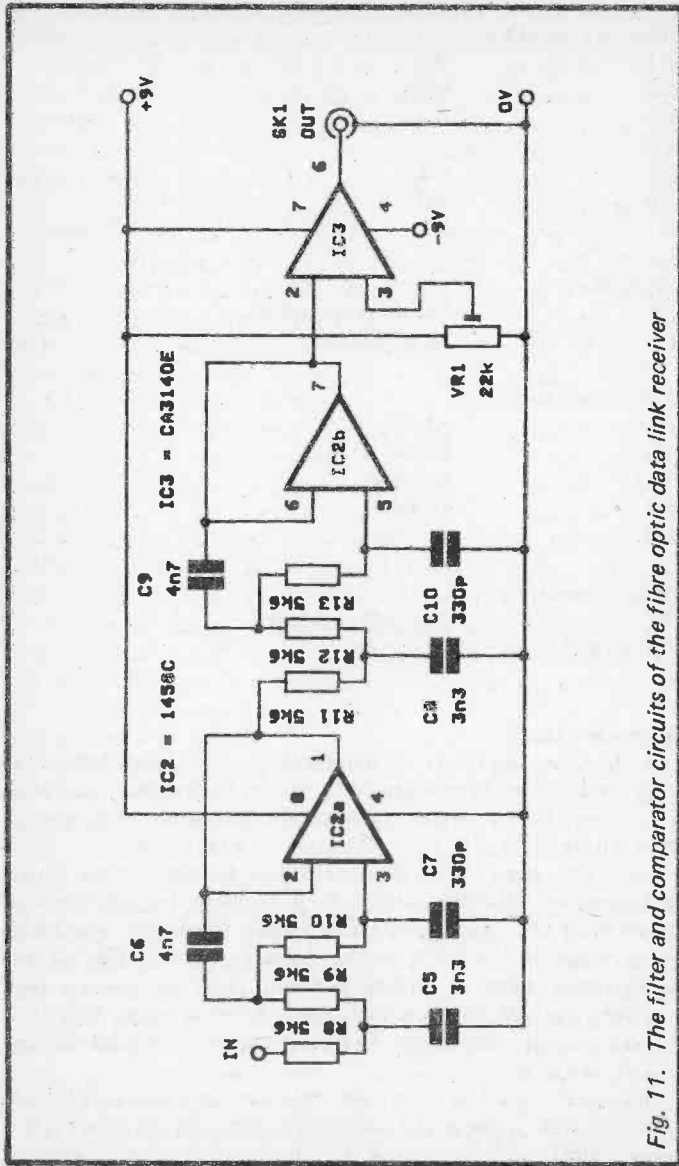 +9V
SK1
OUT
6
7
IC3
4
-9V
2
3
0V
IC3 = CA3140E
VR1
22k
7
IC2b
6
5
C9
4n7
R13 5k6
R12 5k6
R11 5k6
C10
330p
C8
3n3
IC2 = 1458C
1
8
IC2a
4
2
3
C6
4n7
R10
5k6
R9
5k6
R8
5k6
C7
330p
C5
3n3
IN
Fig. 11. The filter and comparator circuits of the fibre optic data link receiver